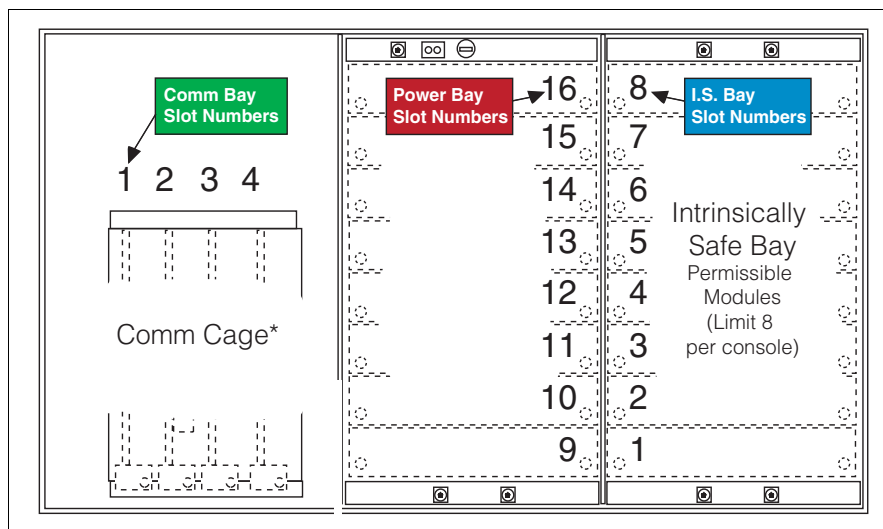 Comm Bay
Slot Numbers
1 2 3 4
Comm Cage*
Power Bay
Slot Numbers
16
15
14
13
12
11
10
9
I.S. Bay
Slot Numbers
8
7
6
5
4
3
2
1
Intrinsically
Safe Bay
Permissible
Modules
(Limit 8
per console)